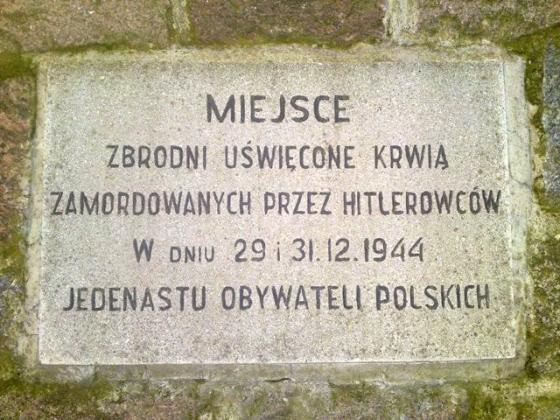 MIEJSCE
ZBRODNI UŚWIĘCONE KRWIĄ
ZAMORDOWANYCH PRZEZ HITLEROWCÓW
W DNIU 29 i 31.12.1944
JEDENASTU OBYWATELI POLSKICH